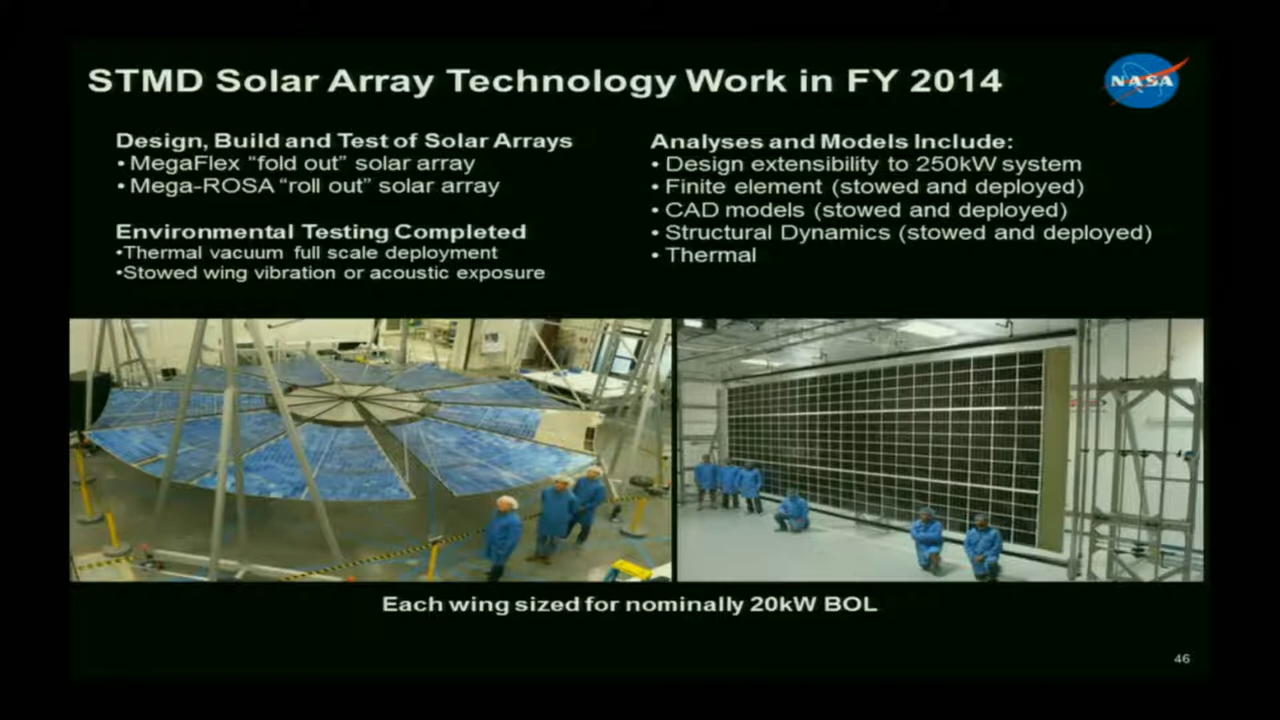 STMD Solar Array Technology Work in FY 2014
NASA
Design, Build and Test of Solar Arrays
• MegaFlex “fold out” solar array
• Mega-ROSA “roll out” solar array
Environmental Testing Completed
•Thermal vacuum full scale deployment
•Stowed wing vibration or acoustic exposure
Analyses and Models Include:
• Design extensibility to 250kW system
• Finite element (stowed and deployed)
• CAD models (stowed and deployed)
• Structural Dynamics (stowed and deployed)
• Thermal
Each wing sized for nominally 20kW BOL
46